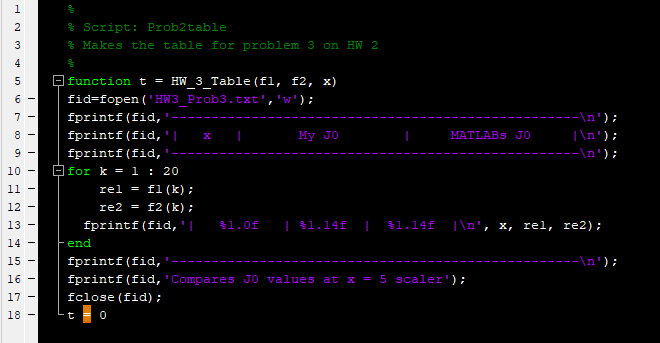 1 %
2 % Script: Prob2table
3 % Makes the table for problem 3 on HW 2
4 %
5 function t = HW_3_Table(f1, f2, x)
6 - fid=fopen('HW3_Prob3.txt','w');
7 - fprintf(fid,'---------------------------------------------------\n');
8 - fprintf(fid,'|   x   |       My J0        |     MATLABs J0     |\n');
9 - fprintf(fid,'---------------------------------------------------\n');
10 - for k = 1 : 20
11 - re1 = f1(k);
12 - re2 = f2(k);
13 - fprintf(fid,'|   %1.0f   | %1.14f  |  %1.14f  |\n', x, re1, re2);
14 - end
15 - fprintf(fid,'---------------------------------------------------\n');
16 - fprintf(fid,'Compares J0 values at x = 5 scaler');
17 - fclose(fid);
18 - t = 0